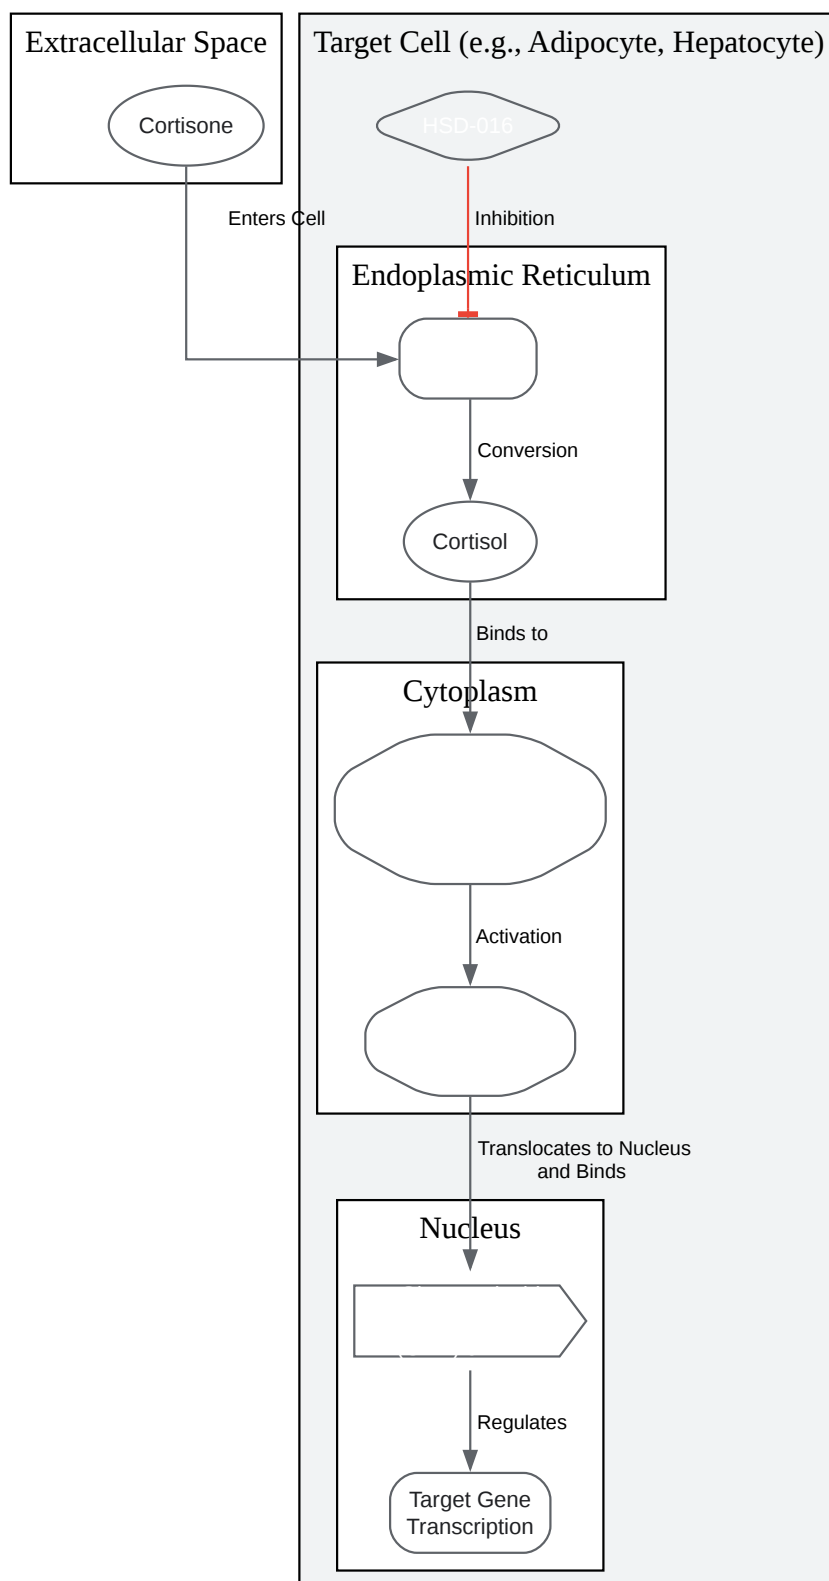 Extracellular Space
Target Cell (e.g., Adipocyte, Hepatocyte)
Cortisone
HSD-016
Enters Cell
Inhibition
Endoplasmic Reticulum
Conversion
Cortisol
Binds to
Cytoplasm
Activation
Translocates to Nucleus
and Binds
Nucleus
Regulates
Target Gene
Transcription